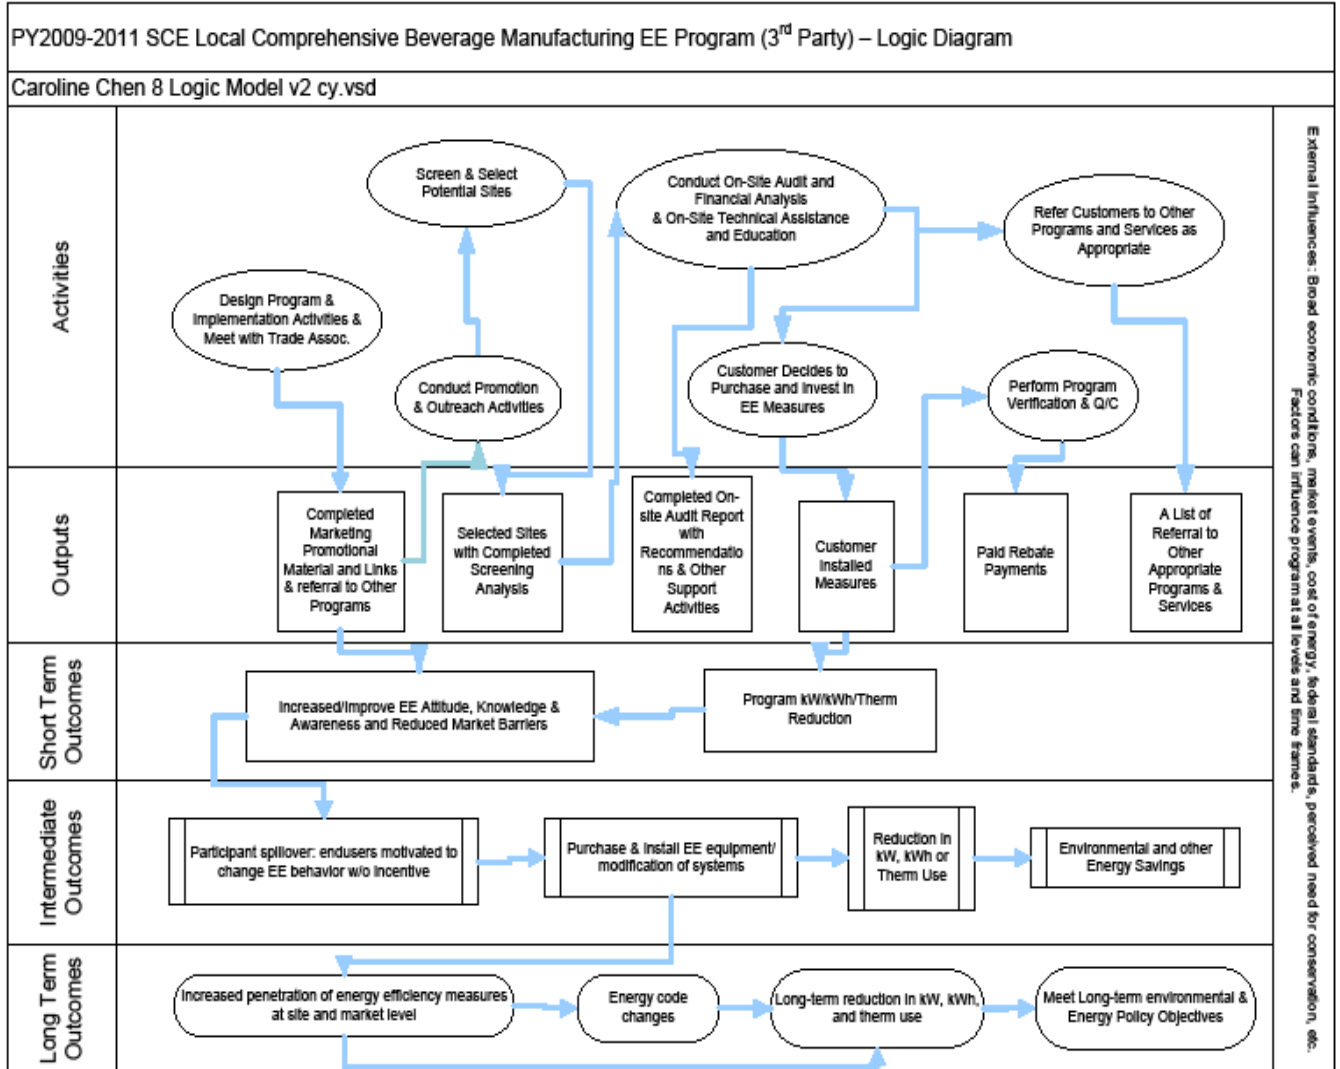 PY2009-2011 SCE Local Comprehensive Beverage Manufacturing EE Program (3rd Party) – Logic Diagram
Caroline Chen 8 Logic Model v2 cy.vsd
Activities
Screen & Select
Potential Sites
Conduct On-Site Audit and
Financial Analysis
& On-Site Technical Assistance
and Education
Refer Customers to Other
Programs and Services as
Appropriate
Design Program &
Implementation Activities &
Meet with Trade Assoc.
Conduct Promotion
& Outreach Activities
Customer Decides to
Purchase and Invest in
EE Measures
Perform Program
Verification & Q/C
Outputs
Completed
Marketing
Promotional
Material and Links
& referral to Other
Programs
Selected Sites
with Completed
Screening
Analysis
Completed On-
site Audit Report
with
Recommendatio
ns & Other
Support
Activities
Customer
Installed
Measures
Paid Rebate
Payments
A List of
Referral to
Other
Appropriate
Programs &
Services
Short Term
Outcomes
Increased/Improve EE Attitude, Knowledge &
Awareness and Reduced Market Barriers
Program kW/kWh/Therm
Reduction
Intermediate
Outcomes
Participant spillover: endusers motivated to
change EE behavior w/o incentive
Purchase & install EE equipment/
modification of systems
Reduction in
kW, kWh or
Therm Use
Environmental and other
Energy Savings
Long Term
Outcomes
Increased penetration of energy efficiency measures
at site and market level
Energy code
changes
Long-term reduction in kW, kWh,
and therm use
Meet Long-term environmental &
Energy Policy Objectives
External Influences: Broad economic conditions, market events, cost of energy, federal standards, perceived need for conservation, etc.
Factors can influence program at all levels and time frames.